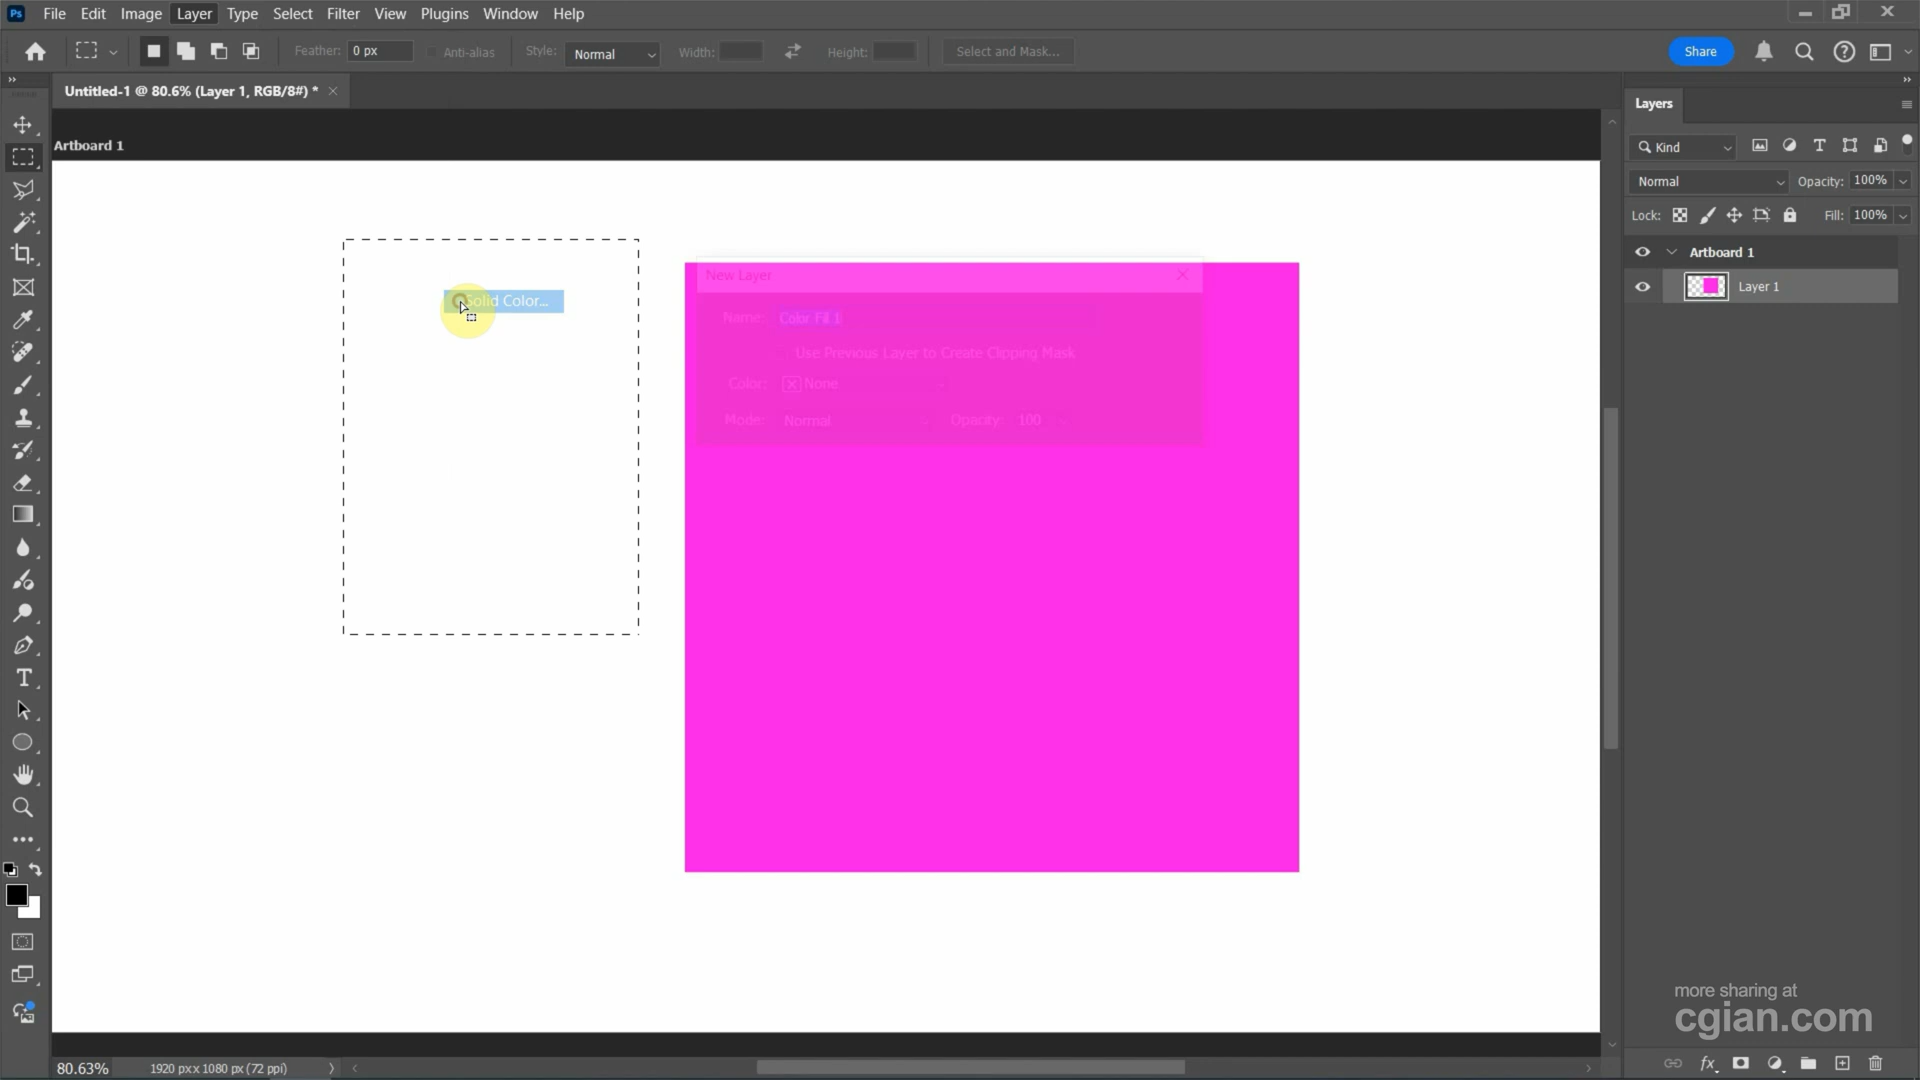 Ps File Edit Image Layer Type Select Filter View Plugins Window Help
Feather: 0 px Anti-alias Style: Normal Width: Height: Select and Mask... Share
Untitled-1 @ 80.6% (Layer 1, RGB/8#) *
Artboard 1
Solid Color...
New Layer
Name: Color Fill 1
Use Previous Layer to Create Clipping Mask
Color: None
Mode: Normal Opacity: 100
Layers
Kind
Normal Opacity: 100%
Lock: Fill: 100%
Artboard 1
Layer 1
more sharing at
cgian.com
fx
80.63% 1920 px x 1080 px (72 ppi)